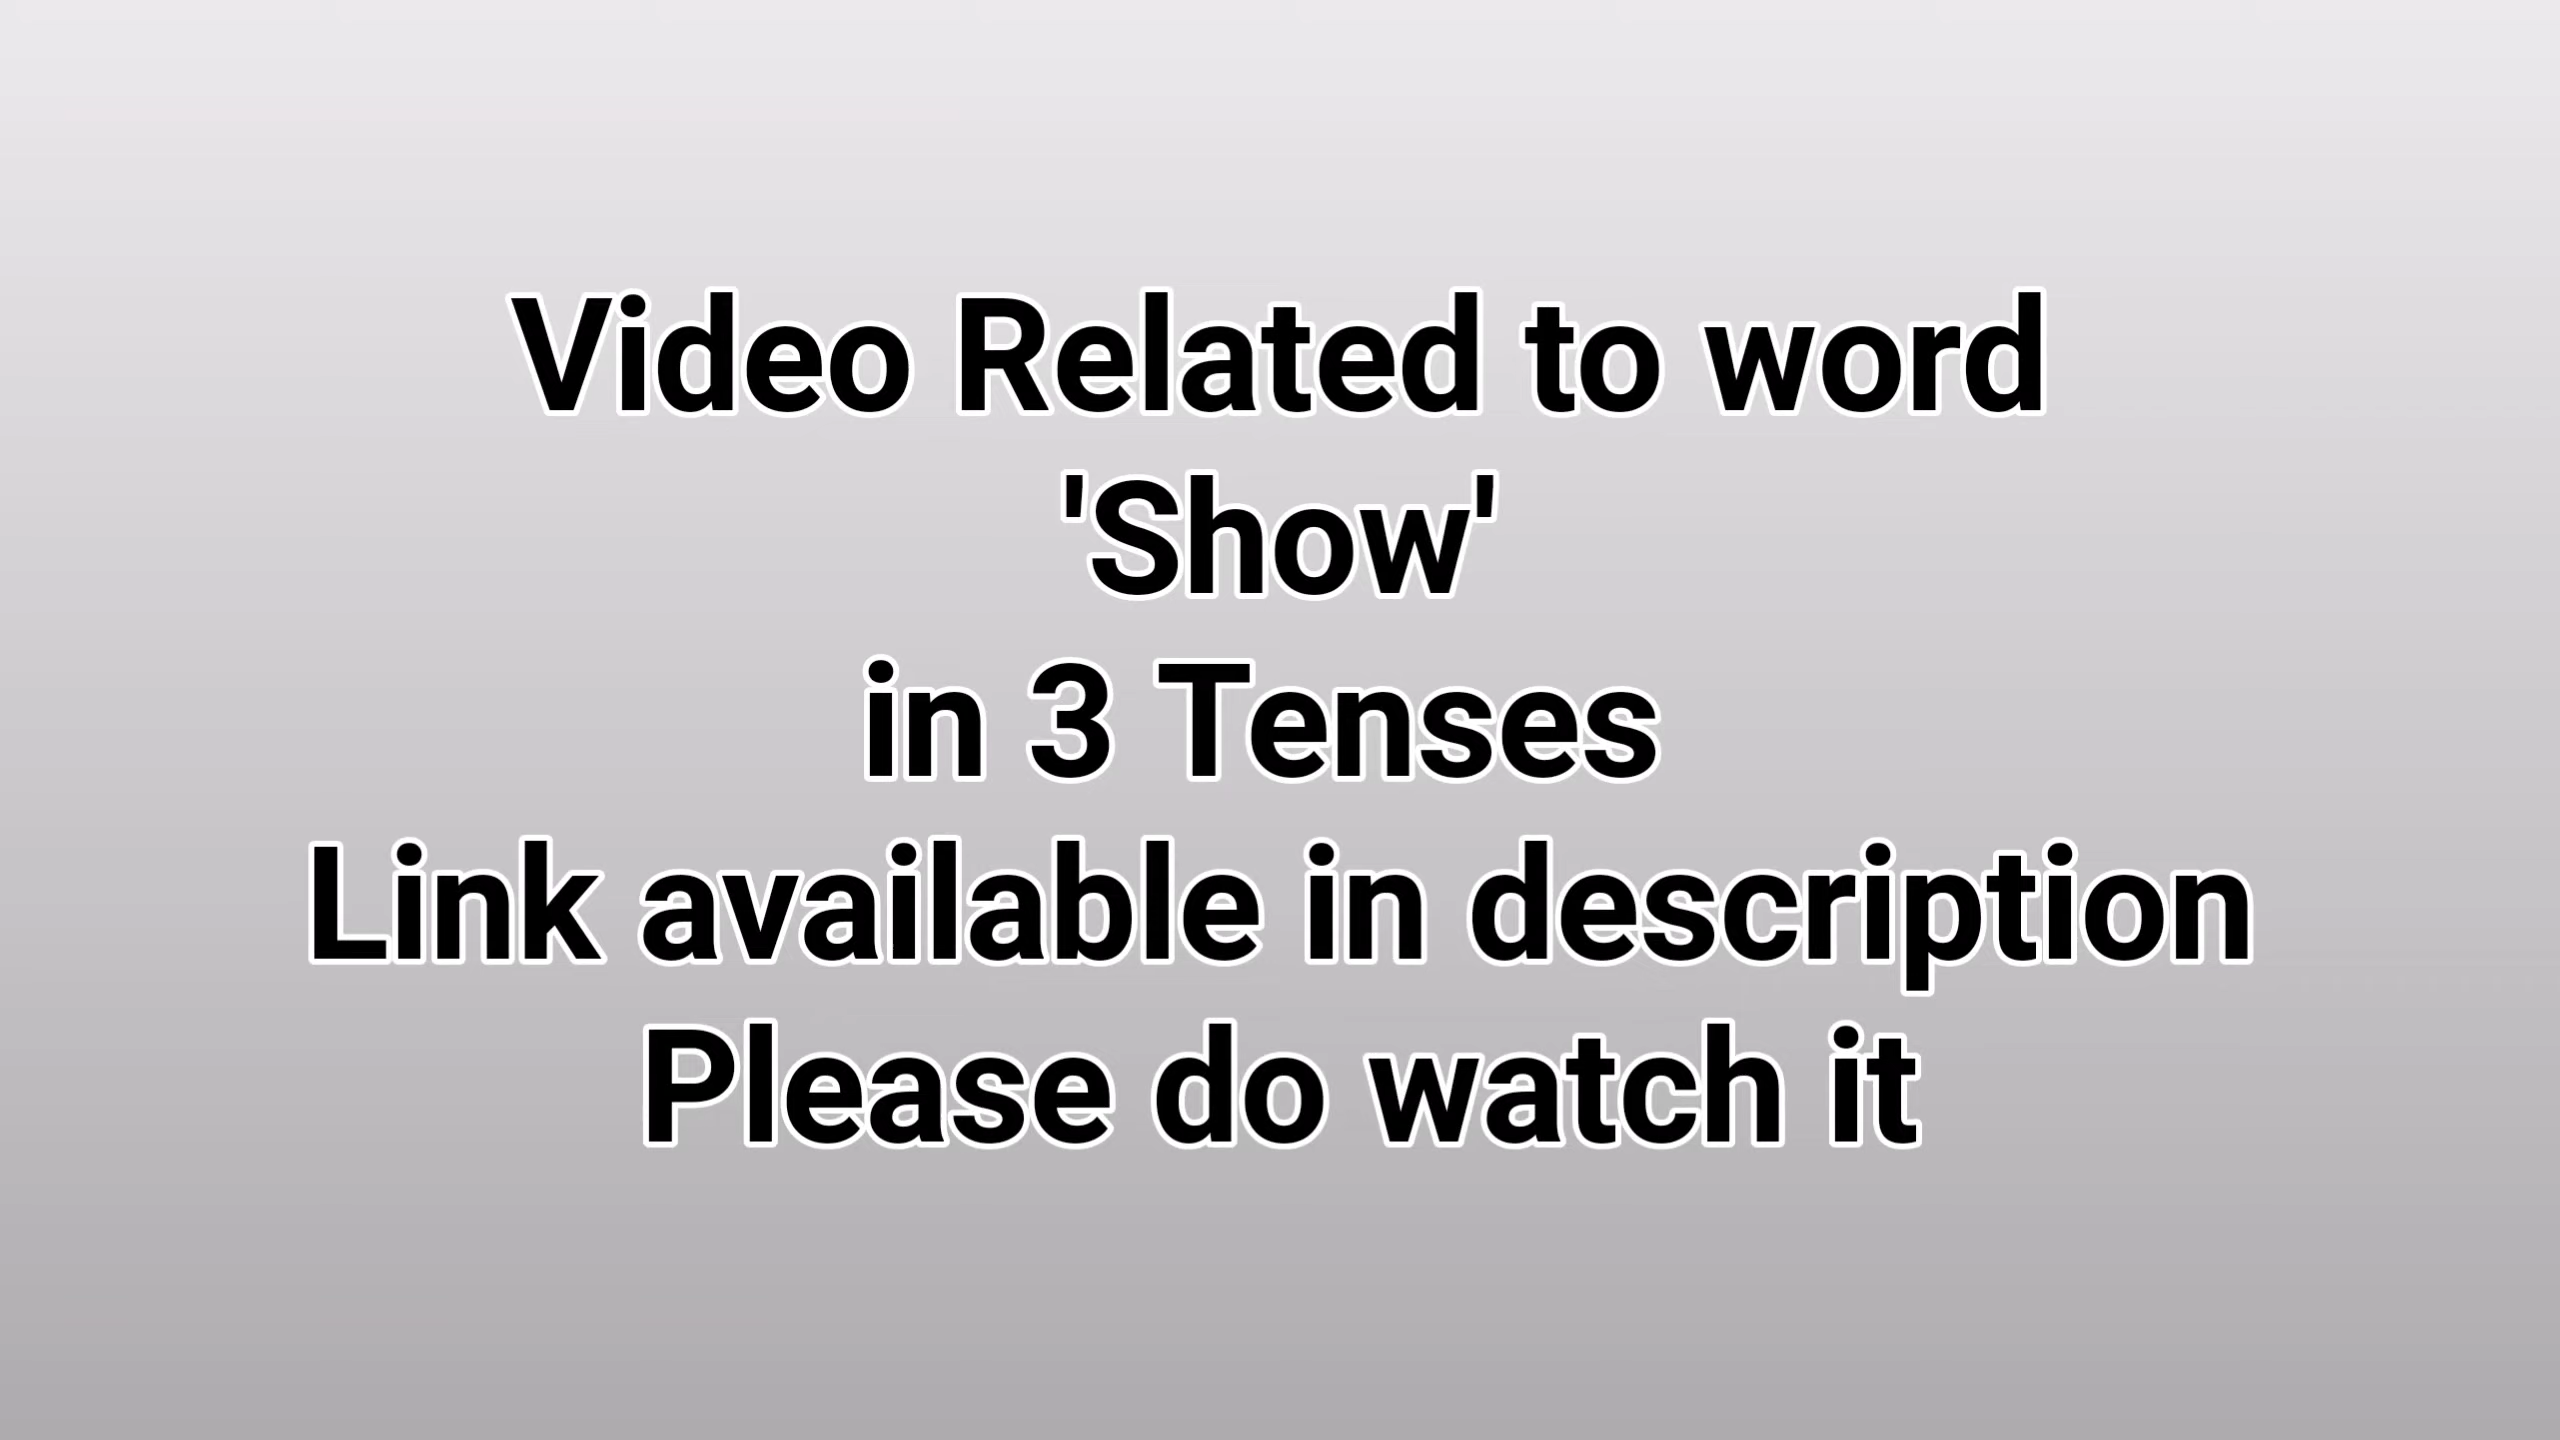 Video Related to word
'Show'
in 3 Tenses
Link available in description
Please do watch it